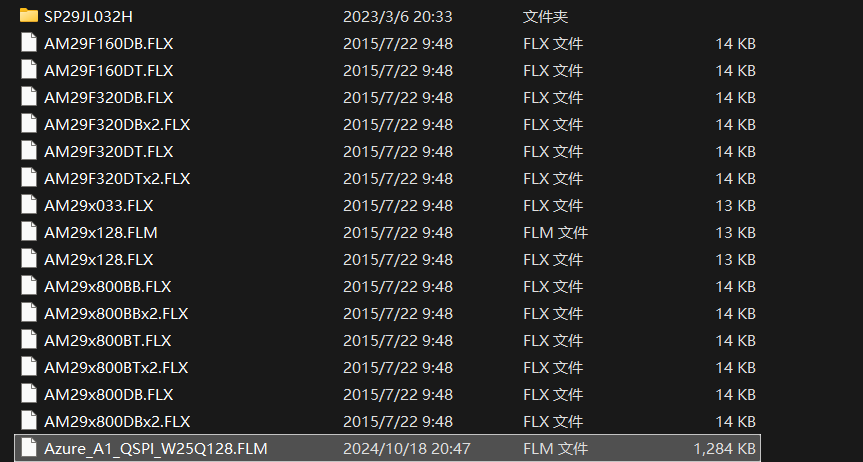 SP29JL032H 2023/3/6 20:33 文件夹
AM29F160DB.FLX 2015/7/22 9:48 FLX 文件 14 KB
AM29F160DT.FLX 2015/7/22 9:48 FLX 文件 14 KB
AM29F320DB.FLX 2015/7/22 9:48 FLX 文件 14 KB
AM29F320DBx2.FLX 2015/7/22 9:48 FLX 文件 14 KB
AM29F320DT.FLX 2015/7/22 9:48 FLX 文件 14 KB
AM29F320DTx2.FLX 2015/7/22 9:48 FLX 文件 14 KB
AM29x033.FLX 2015/7/22 9:48 FLX 文件 13 KB
AM29x128.FLM 2015/7/22 9:48 FLM 文件 13 KB
AM29x128.FLX 2015/7/22 9:48 FLX 文件 13 KB
AM29x800BB.FLX 2015/7/22 9:48 FLX 文件 14 KB
AM29x800BBx2.FLX 2015/7/22 9:48 FLX 文件 14 KB
AM29x800BT.FLX 2015/7/22 9:48 FLX 文件 14 KB
AM29x800BTx2.FLX 2015/7/22 9:48 FLX 文件 14 KB
AM29x800DB.FLX 2015/7/22 9:48 FLX 文件 14 KB
AM29x800DBx2.FLX 2015/7/22 9:48 FLX 文件 14 KB
Azure_A1_QSPI_W25Q128.FLM 2024/10/18 20:47 FLM 文件 1,284 KB